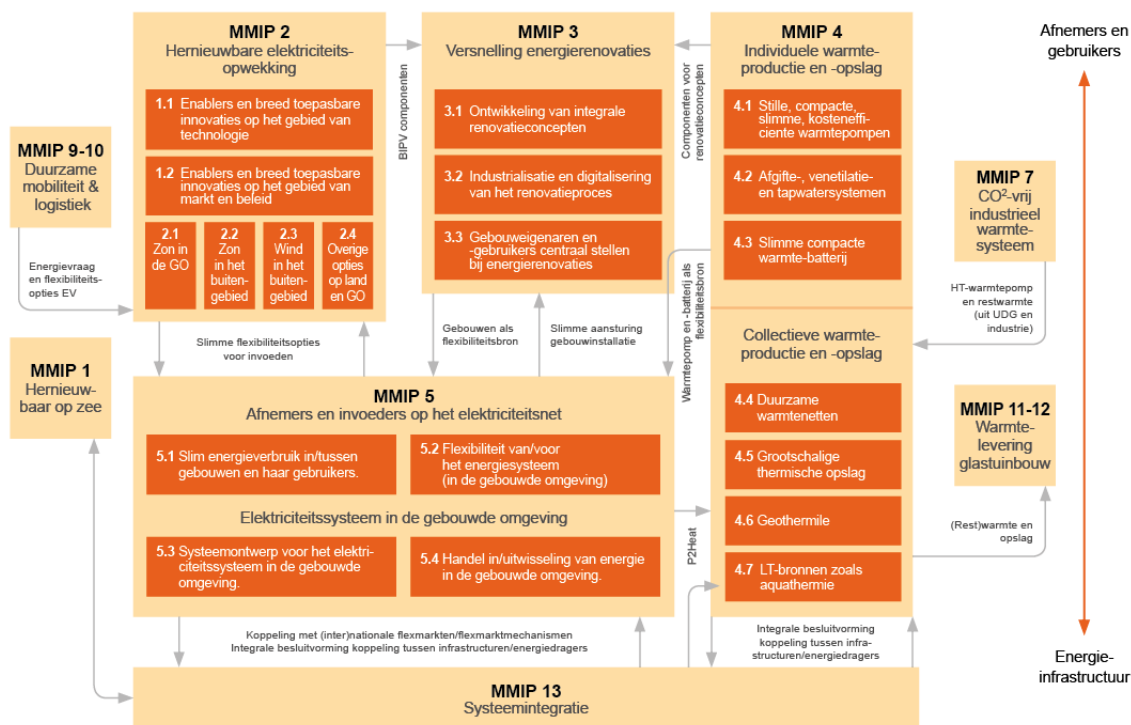 MMIP 2
Hernieuwbare elektriciteits-
opwekking
1.1 Enablers en breed toepasbare
innovaties op het gebied van
technologie
1.2 Enablers en breed toepasbare
innovaties op het gebied van
markt en beleid
2.1
Zon in
de GO
2.2
Zon
in het
buiten-
gebied
2.3
Wind
in het
buiten-
gebied
2.4
Overige
opties
op land
en GO
BIPV componenten
MMIP 3
Versnelling energierenovaties
3.1 Ontwikkeling van integrale
renovatieconcepten
3.2 Industrialisatie en digitalisering
van het renovatieproces
3.3 Gebouweigenaren en
-gebruikers centraal stellen
bij energierenovaties
Componenten voor
renovatieconcepten
MMIP 4
Individuele warmte-
productie en -opslag
4.1 Stille, compacte,
slimme, kosteneffi-
ciente warmtepompen
4.2 Afgifte-, venetilatie-
en tapwatersystemen
4.3 Slimme compacte
warmte-batterij
Collectieve warmte-
productie en -opslag
4.4 Duurzame
warmtenetten
4.5 Grootschalige
thermische opslag
4.6 Geothermile
4.7 LT-bronnen zoals
aquathermie
Afnemers en
gebruikers
Energie-
infrastructuur
MMIP 9-10
Duurzame
mobiliteit &
logistiek
Energievraag
en flexibiliteits-
opties EV
MMIP 1
Hernieuw-
baar op zee
MMIP 7
CO²-vrij
industrieel
warmte-
systeem
HT-warmtepomp
en restwarmte
(uit UDG en
industrie)
MMIP 11-12
Warmte-
levering
glastuinbouw
(Rest)warmte en
opslag
Slimme flexibiliteitsopties
voor invoeden
Gebouwen als
flexibiliteitsbron
Slimme aansturing
gebouwinstallatie
Warmtepomp en -batterij als
flexibiliteitsbron
MMIP 5
Afnemers en invoeders op het elektriciteitsnet
5.1 Slim energieverbruik in/tussen
gebouwen en haar gebruikers.
5.2 Flexibiliteit van/voor
het energiesysteem
(in de gebouwde omgeving)
Elektriciteitssysteem in de gebouwde omgeving
5.3 Systeemontwerp voor het elektri-
citeitssysteem in de gebouwde
omgeving.
5.4 Handel in/uitwisseling van energie
in de gebouwde omgeving.
P2Heat
Koppeling met (inter)nationale flexmarkten/flexmarktmechanismen
Integrale besluitvorming koppeling tussen infrastructuren/energiedragers
Integrale besluitvorming
koppeling tussen infra-
structuren/energiedragers
MMIP 13
Systeemintegratie